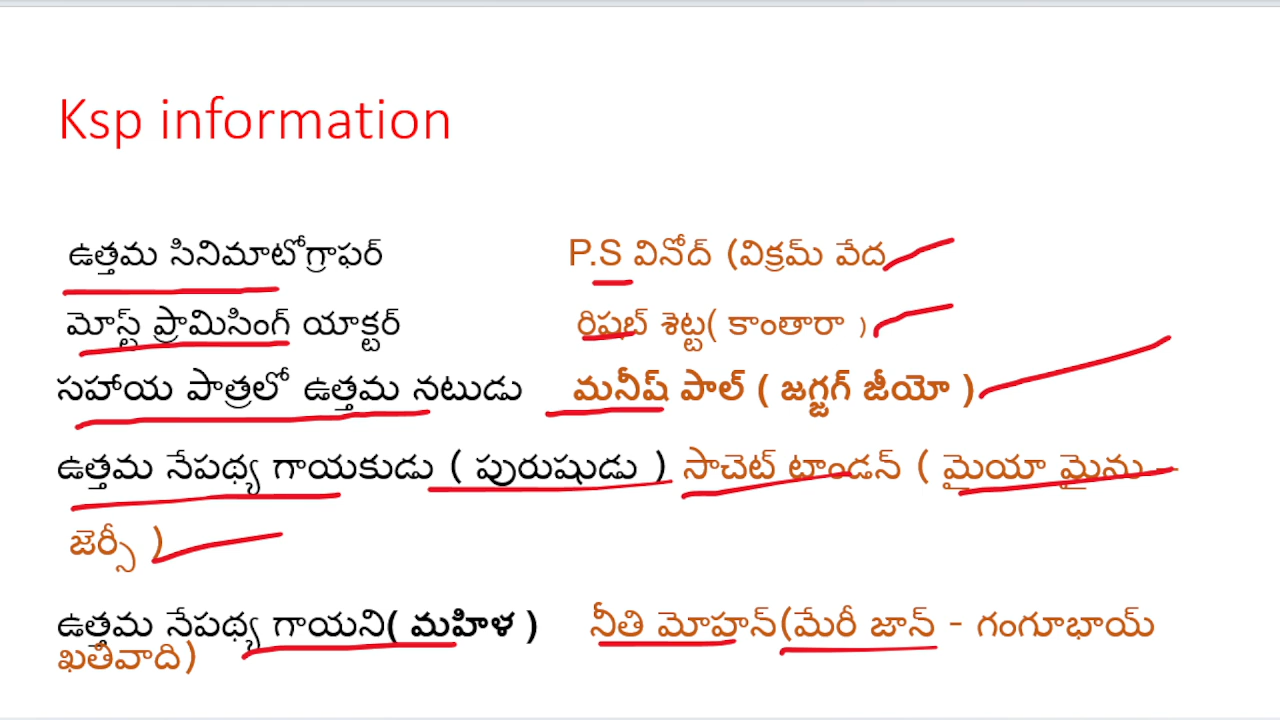 Ksp information
ఉత్తమ సినిమాటోగ్రాఫర్ P.S వినోద్ (విక్రమ్ వేద
మోస్ట్ ప్రామిసింగ్ యాక్టర్ రిషబ్ శెట్ట( కాంతారా )
సహాయ పాత్రలో ఉత్తమ నటుడు మనీష్ పాల్ ( జగ్జగ్ జీయో )
ఉత్తమ నేపథ్య గాయకుడు ( పురుషుడు ) సాచెట్ టాండన్ ( మైయా మైను –
జెర్సీ )
ఉత్తమ నేపథ్య గాయని( మహిళ ) నీతి మోహన్(మేరీ జాన్ - గంగూభాయ్
ఖతీవాది)